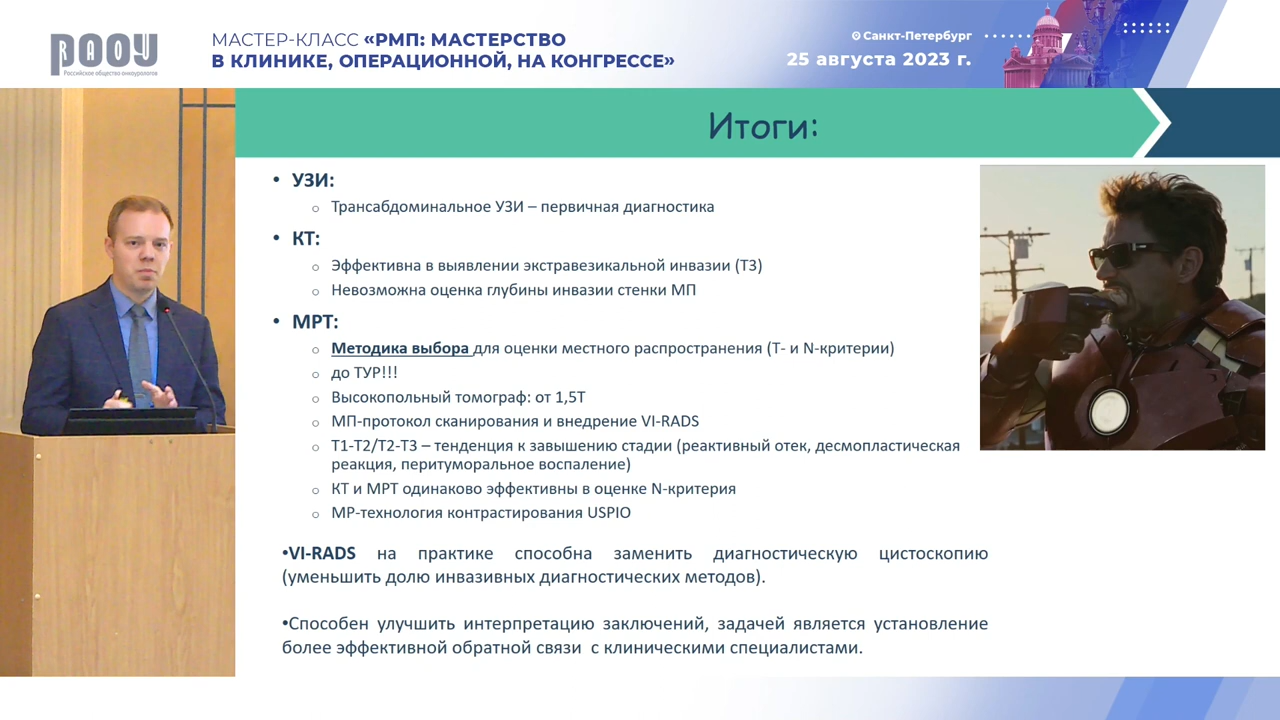 РАОУ
Российское общество онкоурологов
МАСТЕР-КЛАСС «РМП: МАСТЕРСТВО
В КЛИНИКЕ, ОПЕРАЦИОННОЙ, НА КОНГРЕССЕ»
Санкт-Петербург
25 августа 2023 г.
Итоги:
• УЗИ:
○ Трансабдоминальное УЗИ – первичная диагностика
• КТ:
○ Эффективна в выявлении экстравезикальной инвазии (Т3)
○ Невозможна оценка глубины инвазии стенки МП
• МРТ:
○ Методика выбора для оценки местного распространения (Т- и N-критерии)
○ до ТУР!!!
○ Высокопольный томограф: от 1,5Т
○ МП-протокол сканирования и внедрение VI-RADS
○ Т1-Т2/Т2-Т3 – тенденция к завышению стадии (реактивный отек, десмопластическая
реакция, перитуморальное воспаление)
○ КТ и МРТ одинаково эффективны в оценке N-критерия
○ МР-технология контрастирования USPIO
•VI-RADS на практике способна заменить диагностическую цистоскопию
(уменьшить долю инвазивных диагностических методов).
•Способен улучшить интерпретацию заключений, задачей является установление
более эффективной обратной связи с клиническими специалистами.